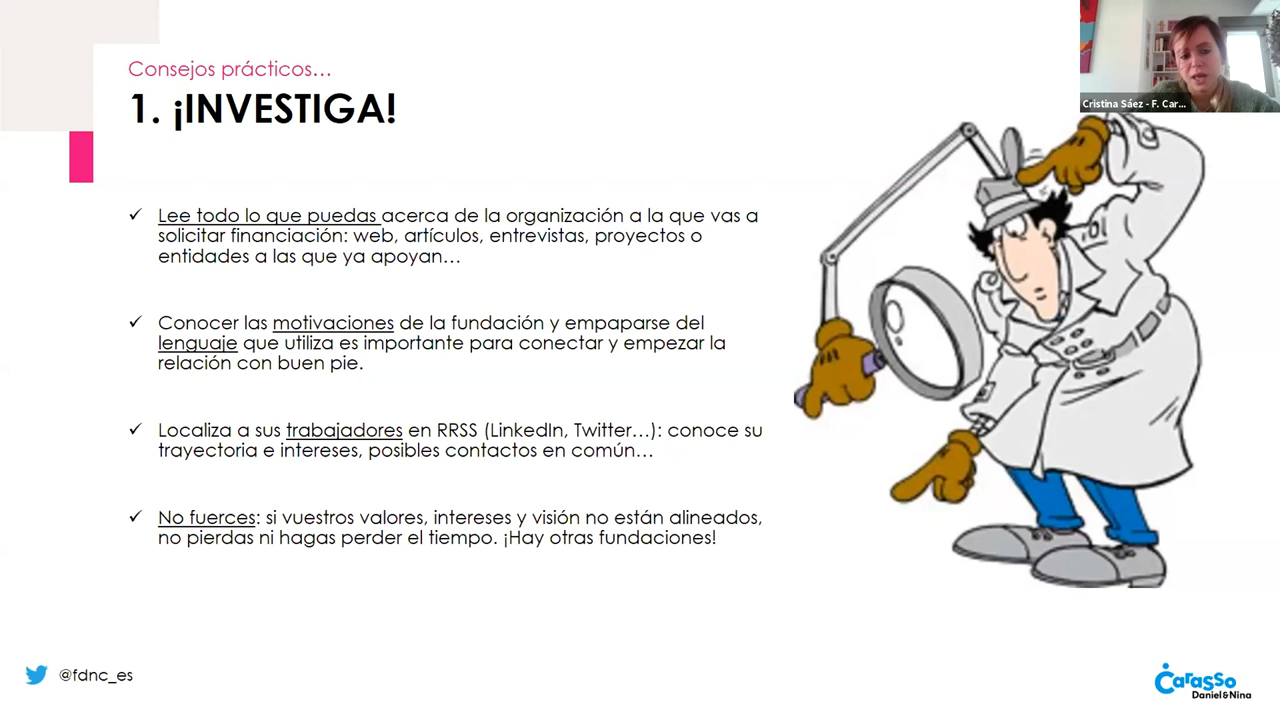 Consejos prácticos...
1. ¡INVESTIGA!
Cristina Sáez - F. Car...
✓ Lee todo lo que puedas acerca de la organización a la que vas a
solicitar financiación: web, artículos, entrevistas, proyectos o
entidades a las que ya apoyan...
✓ Conocer las motivaciones de la fundación y empaparse del
lenguaje que utiliza es importante para conectar y empezar la
relación con buen pie.
✓ Localiza a sus trabajadores en RRSS (LinkedIn, Twitter...): conoce su
trayectoria e intereses, posibles contactos en común...
✓ No fuerces: si vuestros valores, intereses y visión no están alineados,
no pierdas ni hagas perder el tiempo. ¡Hay otras fundaciones!
@fdnc_es
carasso
Daniel&Nina